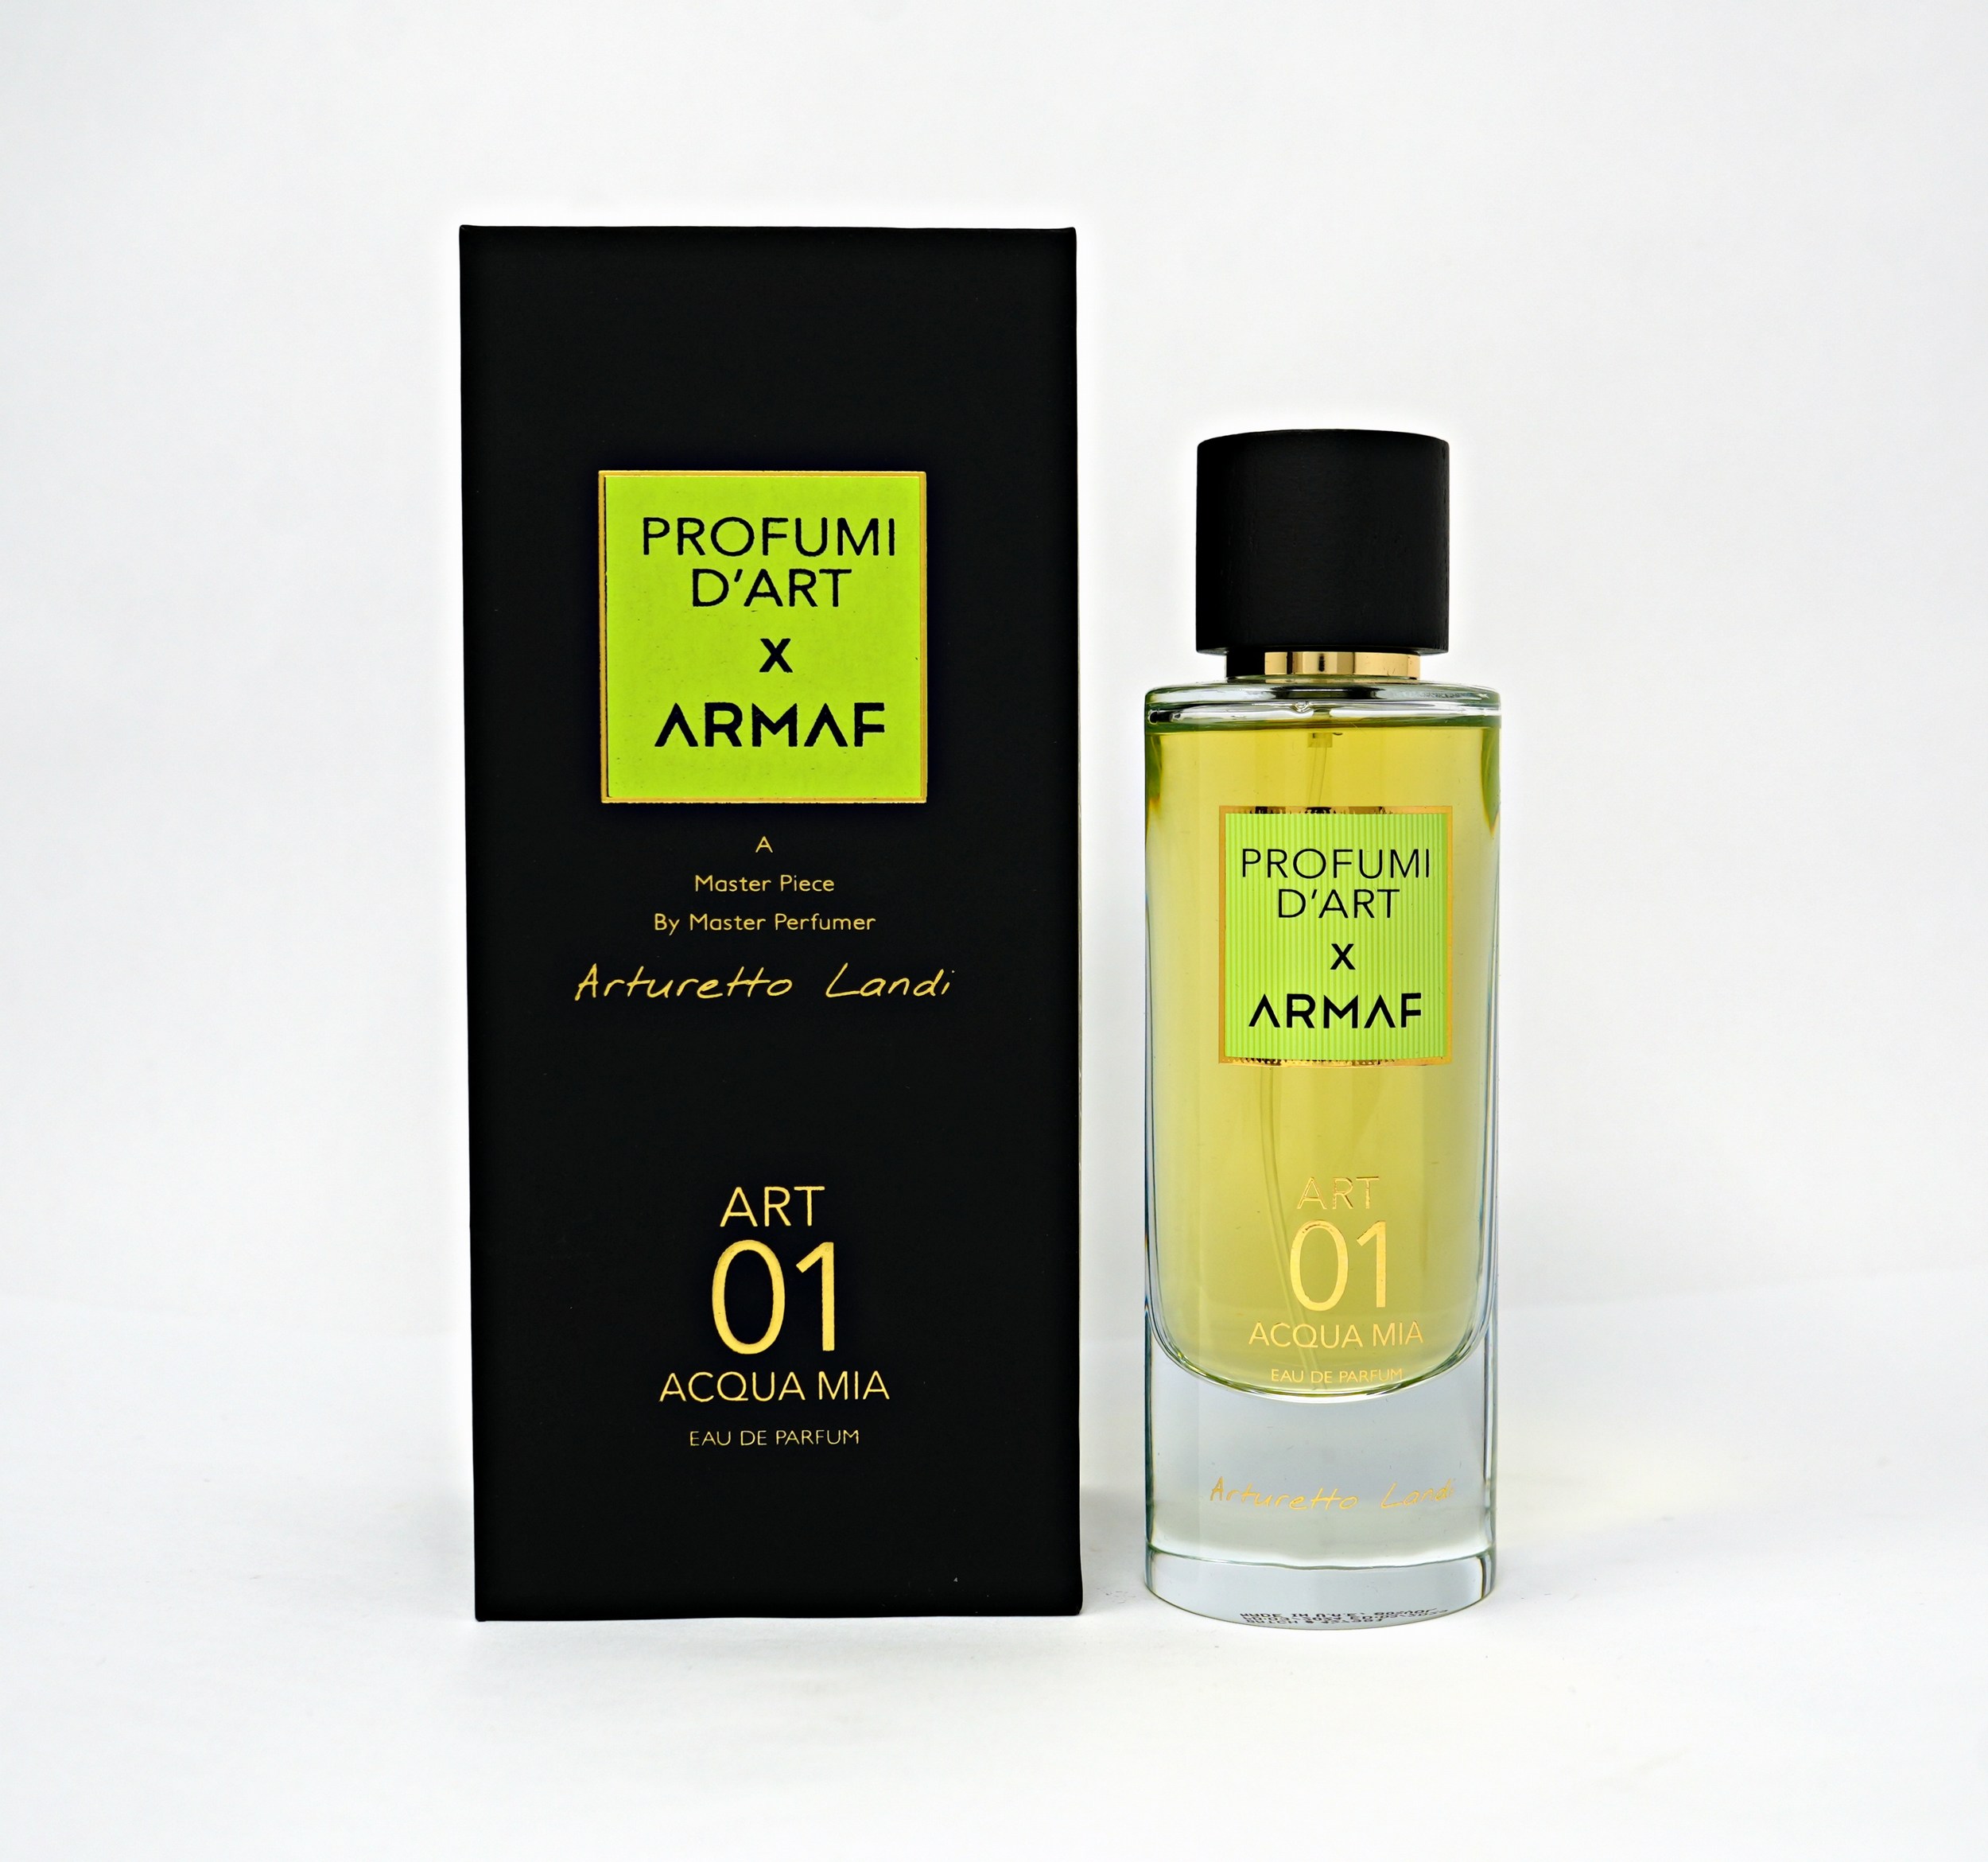 PROFUMI
D'ART
X
ARMAF
A
Master Piece
By Master Perfumer
Arturetto Landi
ART
01
ACQUA MIA
EAU DE PARFUM
PROFUMI
D'ART
X
ARMAF
ART
01
ACQUA MIA
EAU DE PARFUM
Arturetto Landi